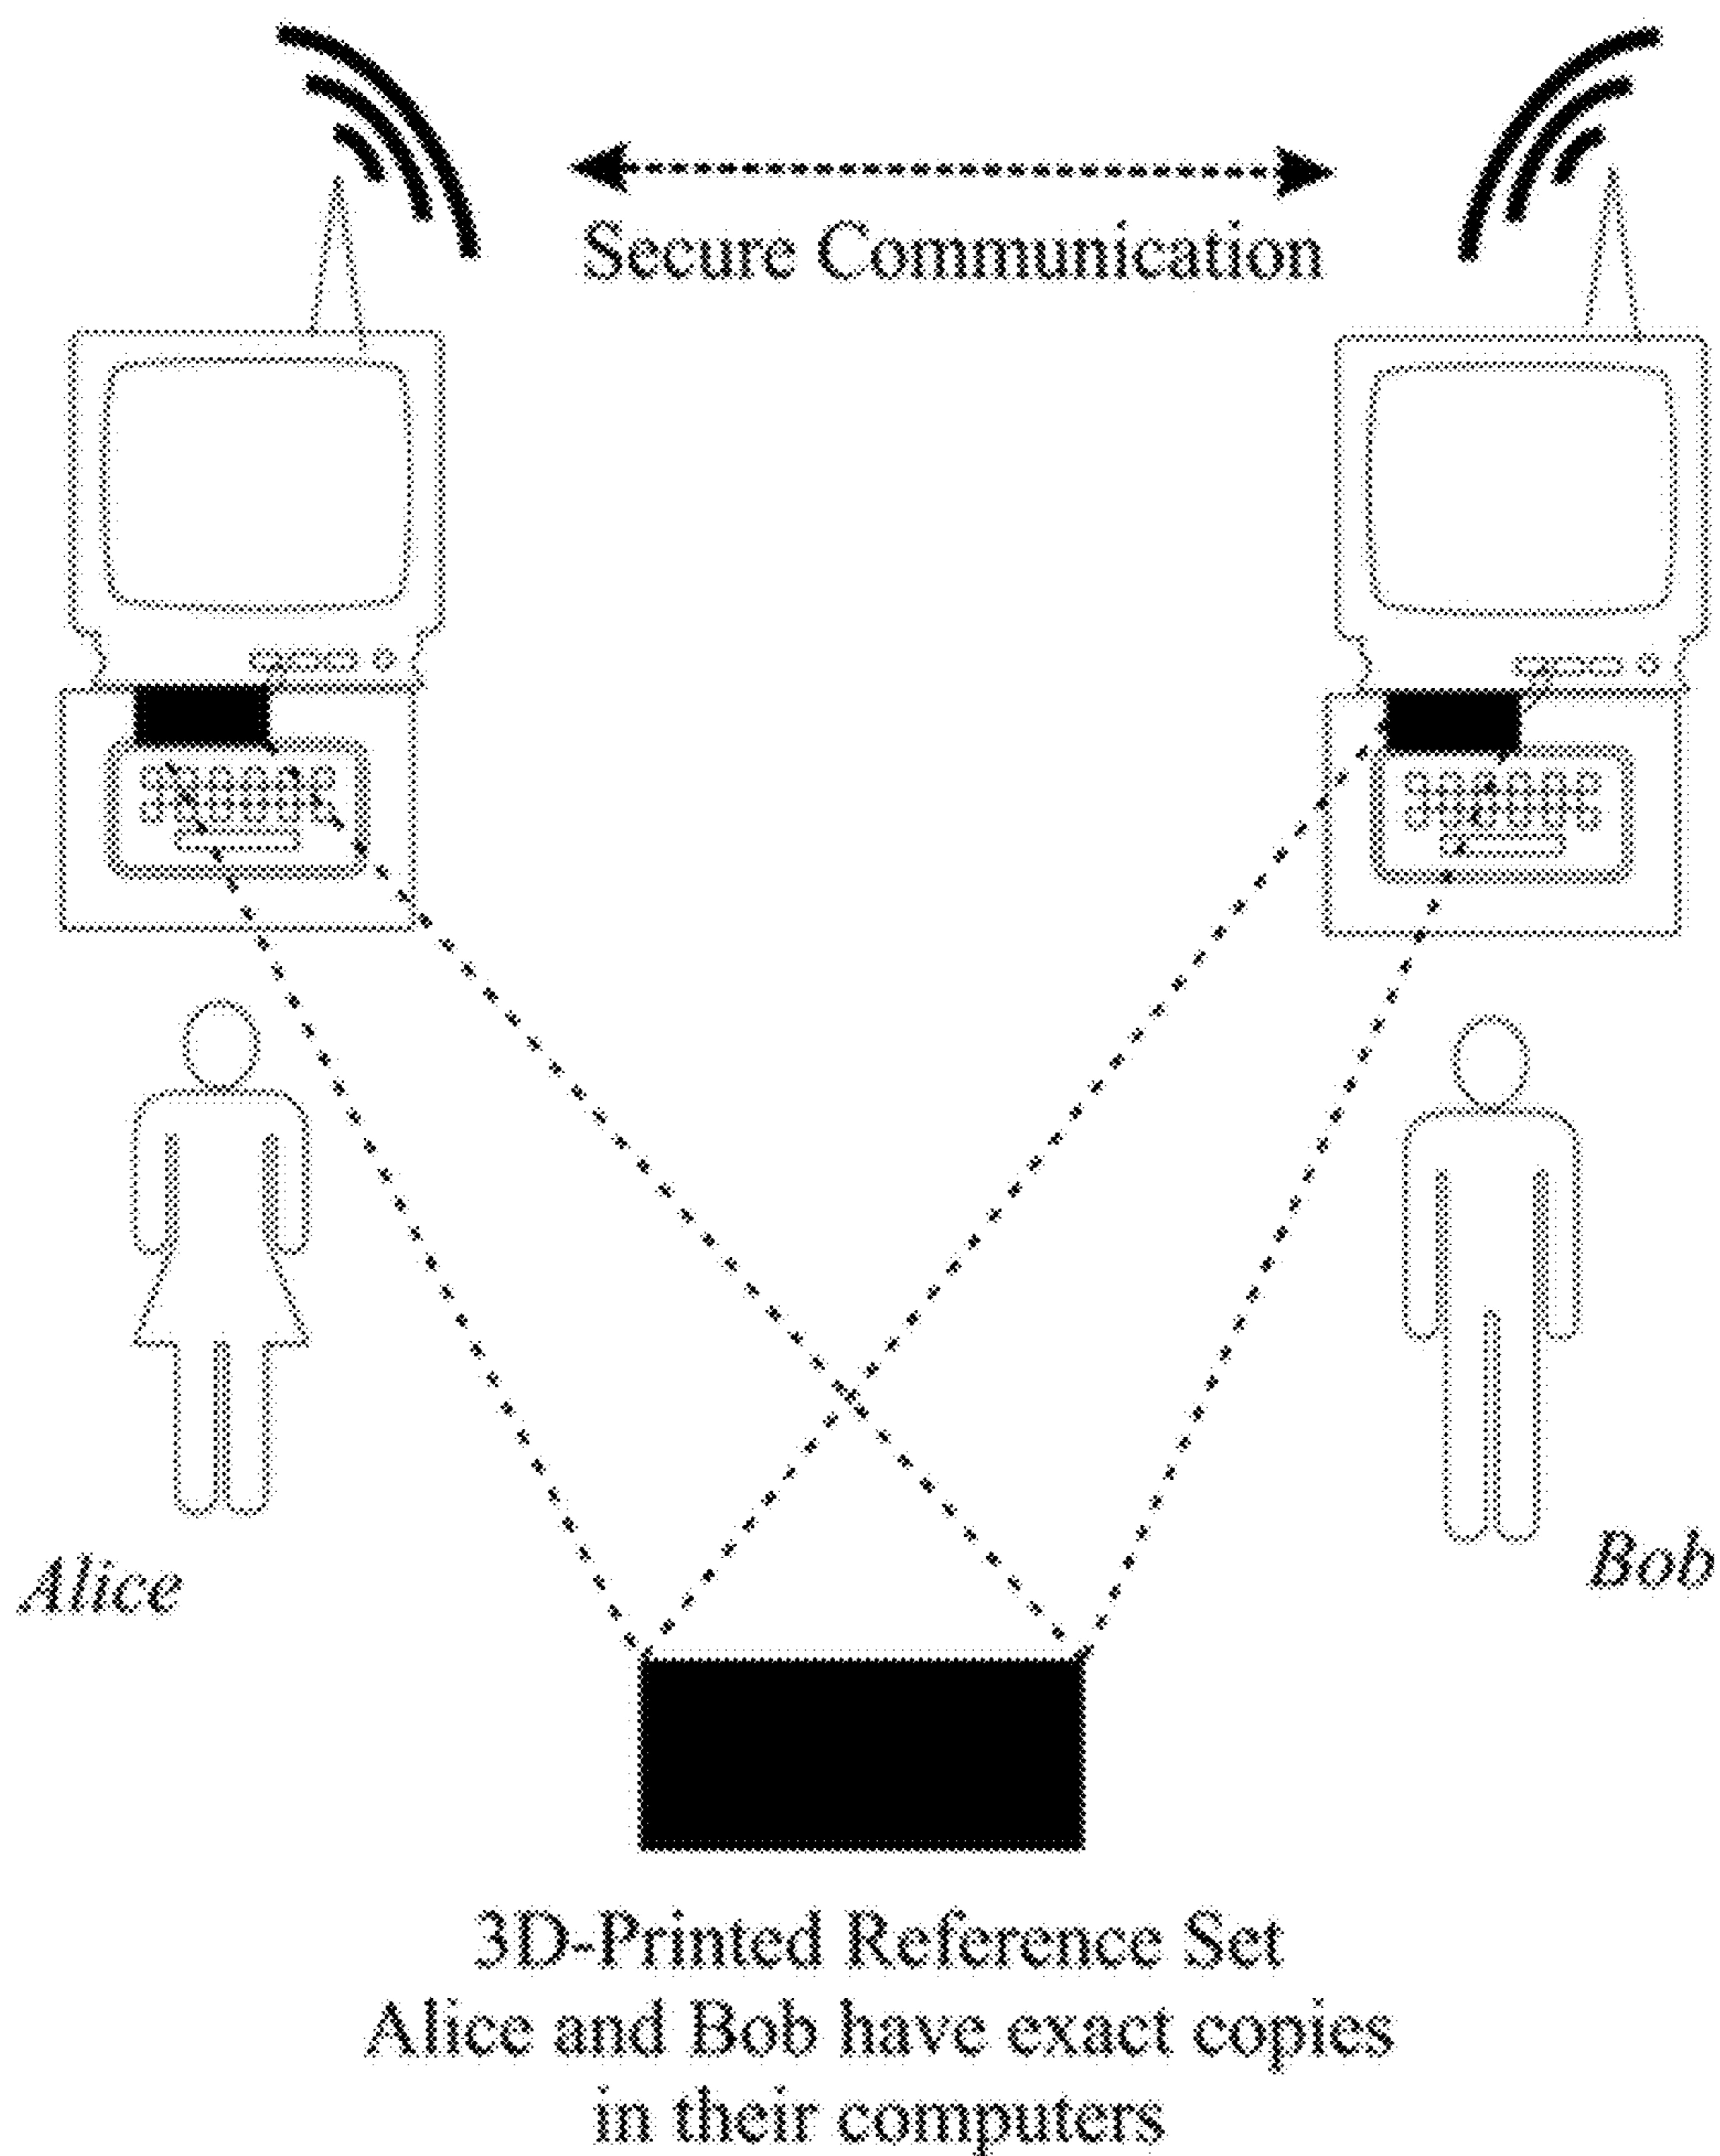 Secure Communication
Alice
Bob
3D-Printed Reference Set
Alice and Bob have exact copies
in their computers